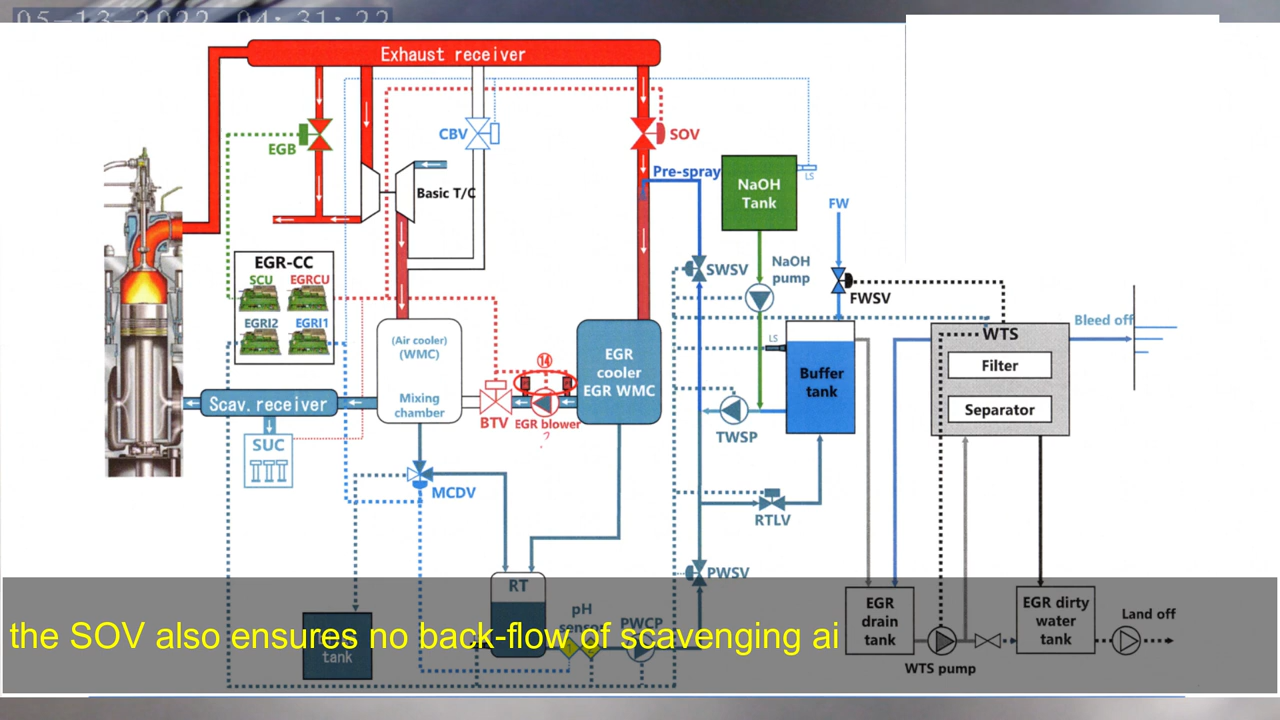 05-13-2022 04:31:22
Exhaust receiver
EGB
CBV
SOV
Basic T/C
Pre-spray
NaOH
Tank
LS
FW
EGR-CC
SCU EGRCU
EGRI2 EGRI1
SWSV
NaOH
pump
FWSV
(Air cooler)
(WMC)
Mixing
chamber
EGR
cooler
EGR WMC
14
LS
Buffer
tank
WTS
Filter
Separator
Bleed off
Scav. receiver
BTV
EGR blower
?
TWSP
SUC
MCDV
RTLV
PWSV
RT
pH
sensor
PWCP
tank
EGR
drain
tank
WTS pump
EGR dirty
water
tank
Land off
the SOV also ensures no back-flow of scavenging ai